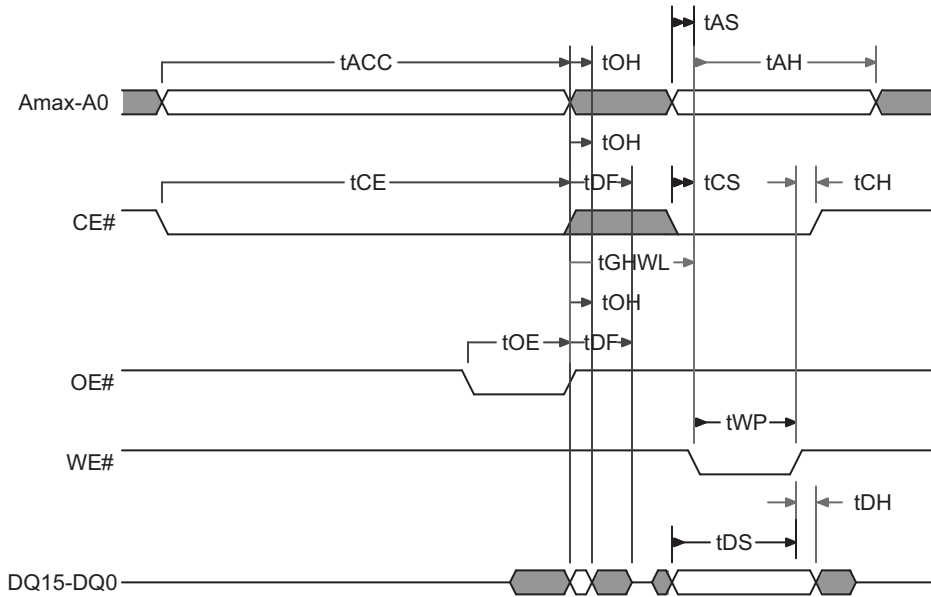 tAS
tACC tOH tAH
Amax-A0
tOH
tCE tDF tCS tCH
CE#
tGHWL
tOH
tOE tDF
OE#
tWP
WE#
tDH
tDS
DQ15-DQ0